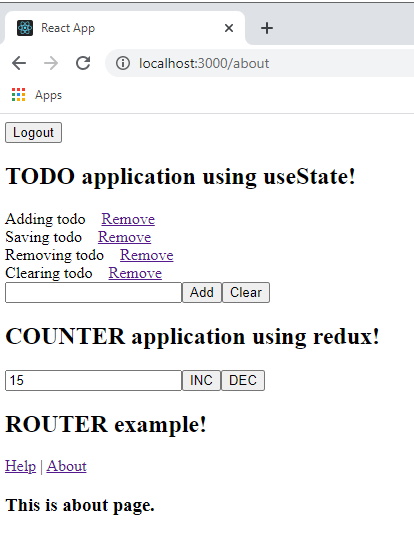 React App
localhost:3000/about
Apps
Logout
TODO application using useState!
Adding todo Remove
Saving todo Remove
Removing todo Remove
Clearing todo Remove
Add Clear
COUNTER application using redux!
15 INC DEC
ROUTER example!
Help | About
This is about page.